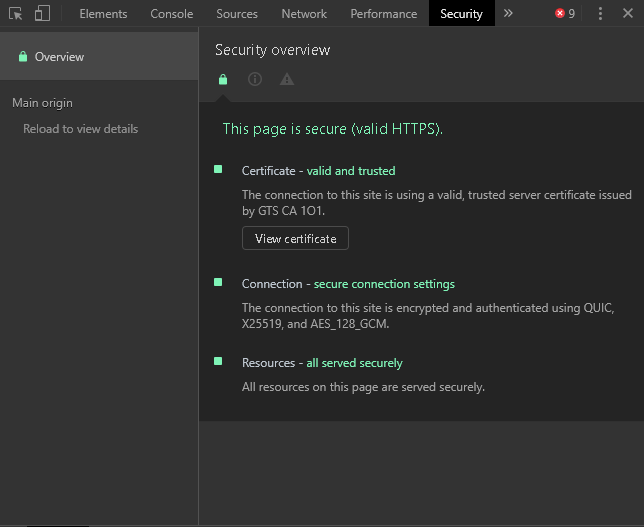 Elements Console Sources Network Performance Security » 9
Overview
Main origin
Reload to view details
Security overview
This page is secure (valid HTTPS).
Certificate - valid and trusted
The connection to this site is using a valid, trusted server certificate issued
by GTS CA 1O1.
View certificate
Connection - secure connection settings
The connection to this site is encrypted and authenticated using QUIC,
X25519, and AES_128_GCM.
Resources - all served securely
All resources on this page are served securely.